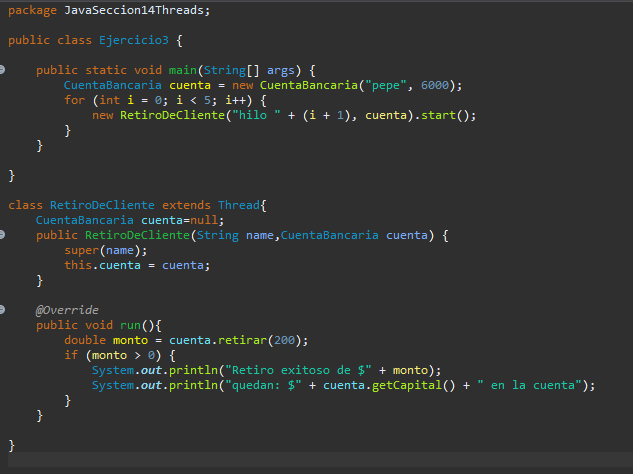 package JavaSeccion14Threads;
public class Ejercicio3 {
public static void main(String[] args) {
CuentaBancaria cuenta = new CuentaBancaria("pepe", 6000);
for (int i = 0; i < 5; i++) {
new RetiroDeCliente("hilo " + (i + 1), cuenta).start();
}
}
}
class RetiroDeCliente extends Thread{
CuentaBancaria cuenta=null;
public RetiroDeCliente(String name,CuentaBancaria cuenta) {
super(name);
this.cuenta = cuenta;
}
@Override
public void run(){
double monto = cuenta.retirar(200);
if (monto > 0) {
System.out.println("Retiro exitoso de $" + monto);
System.out.println("quedan: $" + cuenta.getCapital() + " en la cuenta");
}
}
}